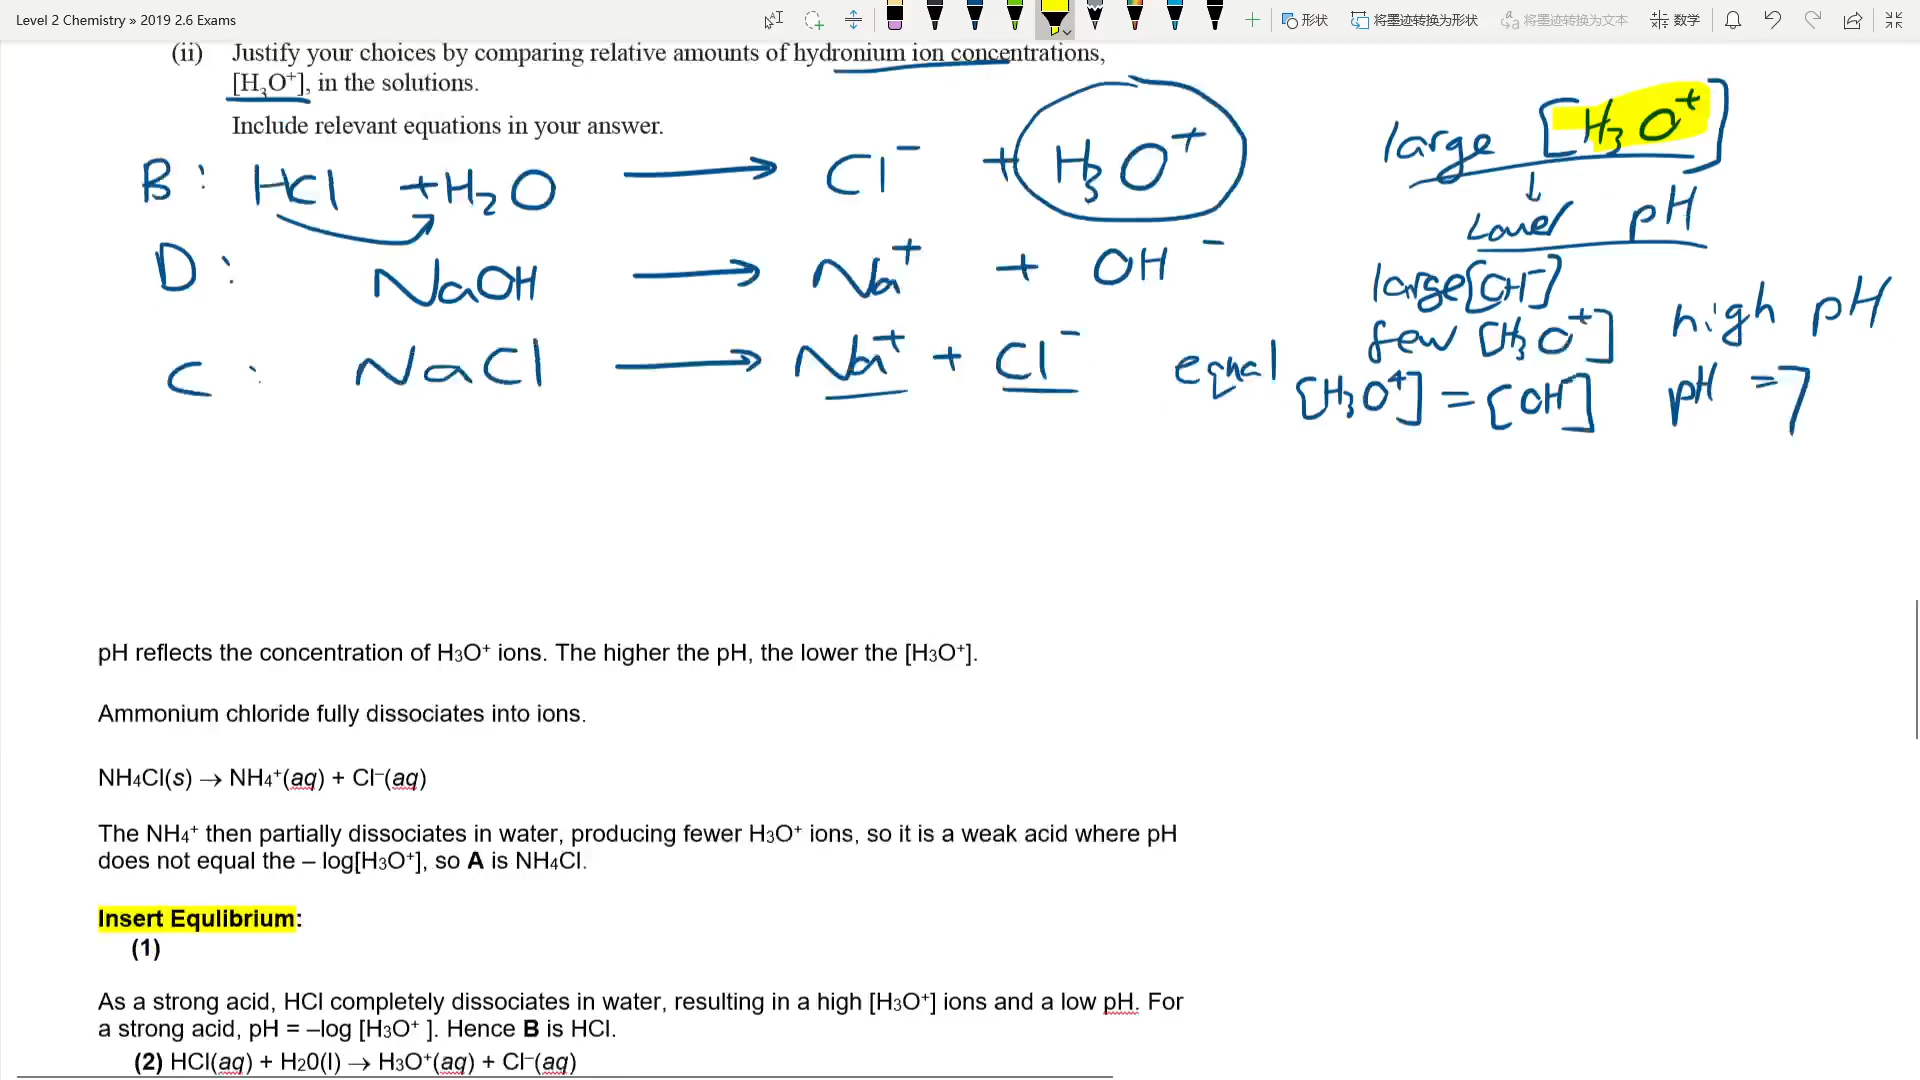 Level 2 Chemistry » 2019 2.6 Exams
形状 将墨迹转换为形状 将墨迹转换为文本 数学
(ii) Justify your choices by comparing relative amounts of hydronium ion concentrations,
[H₃O⁺], in the solutions.
Include relevant equations in your answer.
large [H₃O⁺]
↓
Lower pH
B: HCl +H₂O → Cl⁻ + H₃O⁺
D: NaOH → Na⁺ + OH⁻
large[OH⁻]
few [H₃O⁺] high pH
C: NaCl → Na⁺ + Cl⁻ equal [H₃O⁺] = [OH⁻] pH = 7
pH reflects the concentration of H3O⁺ ions. The higher the pH, the lower the [H3O⁺].
Ammonium chloride fully dissociates into ions.
NH4Cl(s) → NH4⁺(aq) + Cl⁻(aq)
The NH4⁺ then partially dissociates in water, producing fewer H3O⁺ ions, so it is a weak acid where pH
does not equal the – log[H3O⁺], so A is NH4Cl.
Insert Equlibrium:
(1)
As a strong acid, HCl completely dissociates in water, resulting in a high [H3O⁺] ions and a low pH. For
a strong acid, pH = –log [H3O⁺ ]. Hence B is HCl.
(2) HCl(aq) + H20(l) → H3O⁺(aq) + Cl⁻(aq)